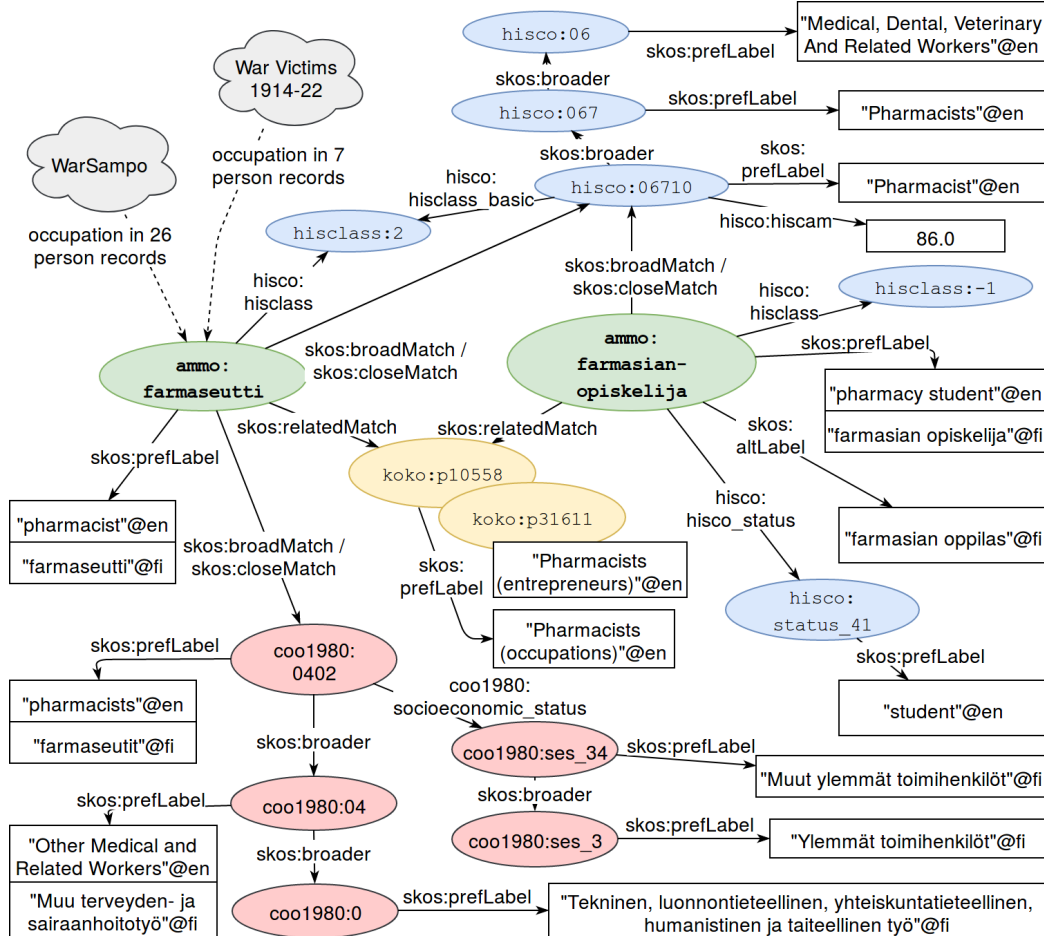 hisco:06
skos:prefLabel
"Medical, Dental, Veterinary
And Related Workers"@en
War Victims
1914-22
skos:broader
hisco:067
skos:prefLabel
"Pharmacists"@en
WarSampo
occupation in 7
person records
skos:broader
hisco:06710
skos:
prefLabel
"Pharmacist"@en
hisco:
hisclass_basic
hisclass:2
hisco:hiscam
86.0
occupation in 26
person records
hisco:
hisclass
skos:broadMatch /
skos:closeMatch
hisco:
hisclass
hisclass:-1
ammo:
farmaseutti
skos:broadMatch /
skos:closeMatch
ammo:
farmasian-
opiskelija
skos:prefLabel
"pharmacy student"@en
"farmasian opiskelija"@fi
skos:relatedMatch
skos:relatedMatch
skos:
altLabel
skos:prefLabel
koko:p10558
koko:p31611
hisco:
hisco_status
"farmasian oppilas"@fi
"pharmacist"@en
"farmaseutti"@fi
skos:broadMatch /
skos:closeMatch
skos:
prefLabel
"Pharmacists
(entrepreneurs)"@en
"Pharmacists
(occupations)"@en
hisco:
status_41
skos:prefLabel
"student"@en
skos:prefLabel
coo1980:
0402
"pharmacists"@en
"farmaseutit"@fi
coo1980:
socioeconomic_status
skos:broader
coo1980:ses_34
skos:prefLabel
"Muut ylemmät toimihenkilöt"@fi
skos:prefLabel
coo1980:04
skos:broader
coo1980:ses_3
skos:prefLabel
"Ylemmät toimihenkilöt"@fi
"Other Medical and
Related Workers"@en
"Muu terveyden- ja
sairaanhoitotyö"@fi
skos:broader
coo1980:0
skos:prefLabel
"Tekninen, luonnontieteellinen, yhteiskuntatieteellinen,
humanistinen ja taiteellinen työ"@fi